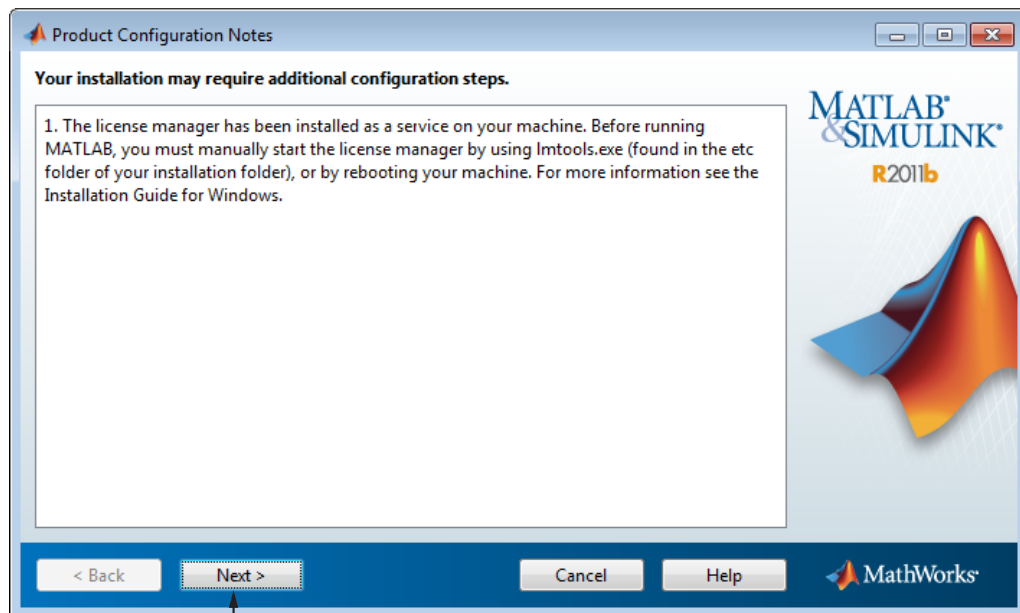 Product Configuration Notes
Your installation may require additional configuration steps.
1. The license manager has been installed as a service on your machine. Before running
MATLAB, you must manually start the license manager by using lmtools.exe (found in the etc
folder of your installation folder), or by rebooting your machine. For more information see the
Installation Guide for Windows.
MATLAB®
&SIMULINK®
R2011b
< Back
Next >
Cancel
Help
MathWorks®